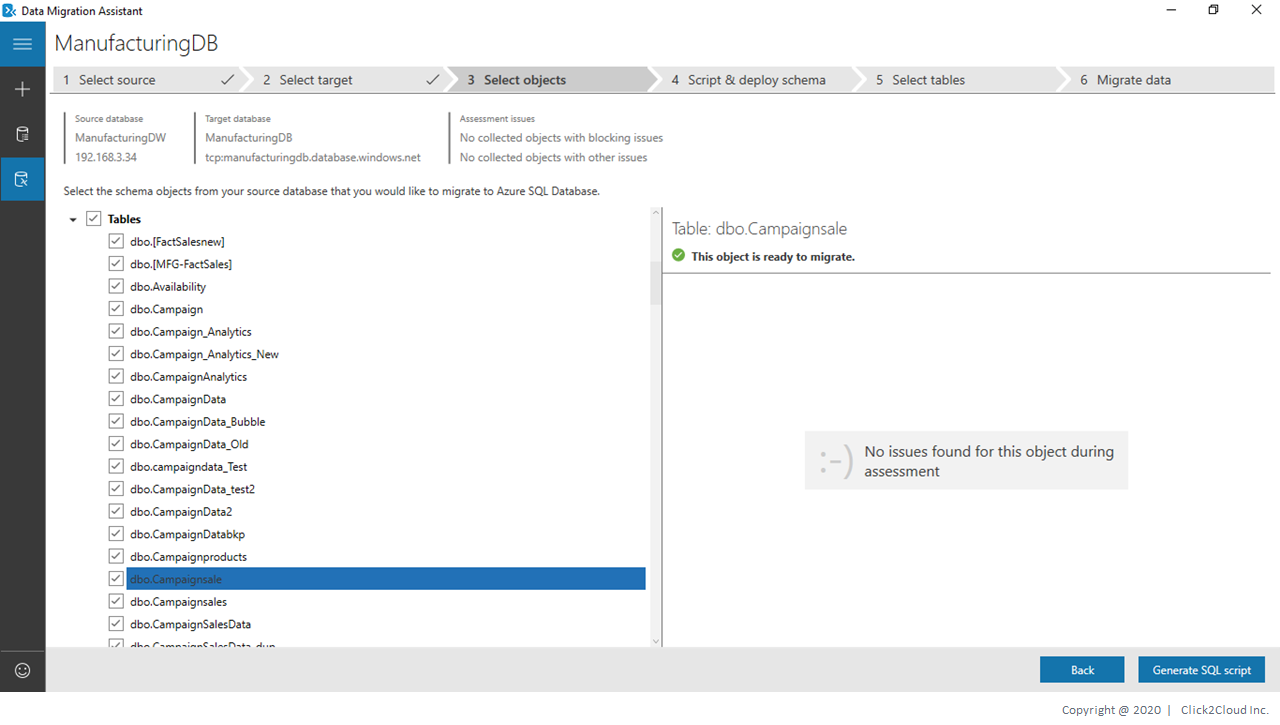 Data Migration Assistant
ManufacturingDB
1 Select source
2 Select target
3 Select objects
4 Script & deploy schema
5 Select tables
6 Migrate data
Source database
ManufacturingDW
192.168.3.34
Target database
ManufacturingDB
tcp:manufacturingdb.database.windows.net
Assessment issues
No collected objects with blocking issues
No collected objects with other issues
Select the schema objects from your source database that you would like to migrate to Azure SQL Database.
Tables
dbo.[FactSalesnew]
dbo.[MFG-FactSales]
dbo.Availability
dbo.Campaign
dbo.Campaign_Analytics
dbo.Campaign_Analytics_New
dbo.CampaignAnalytics
dbo.CampaignData
dbo.CampaignData_Bubble
dbo.CampaignData_Old
dbo.campaigndata_Test
dbo.CampaignData_test2
dbo.CampaignData2
dbo.CampaignDatabkp
dbo.Campaignproducts
dbo.Campaignsale
dbo.Campaignsales
dbo.CampaignSalesData
dbo.CampaignSalesData_dup
Table: dbo.Campaignsale
This object is ready to migrate.
:-) No issues found for this object during
assessment
Back
Generate SQL script
Copyright @ 2020 | Click2Cloud Inc.